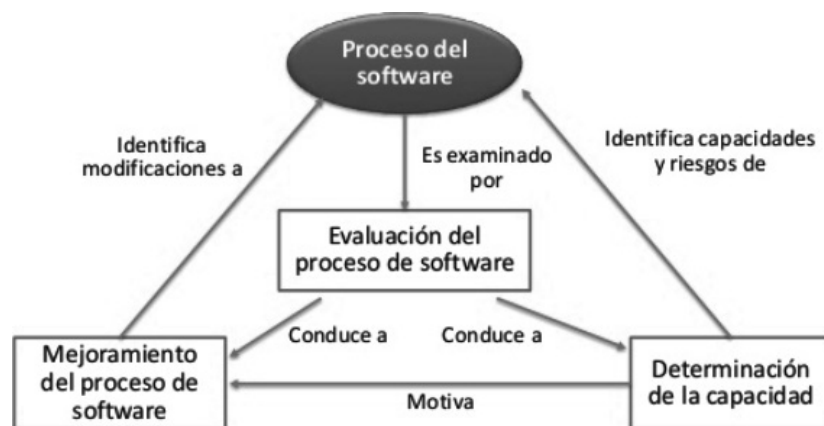 Proceso del
software
Identifica
modificaciones a
Es examinado
por
Identifica capacidades
y riesgos de
Evaluación del
proceso de software
Conduce a
Conduce a
Mejoramiento
del proceso de
software
Motiva
Determinación
de la capacidad